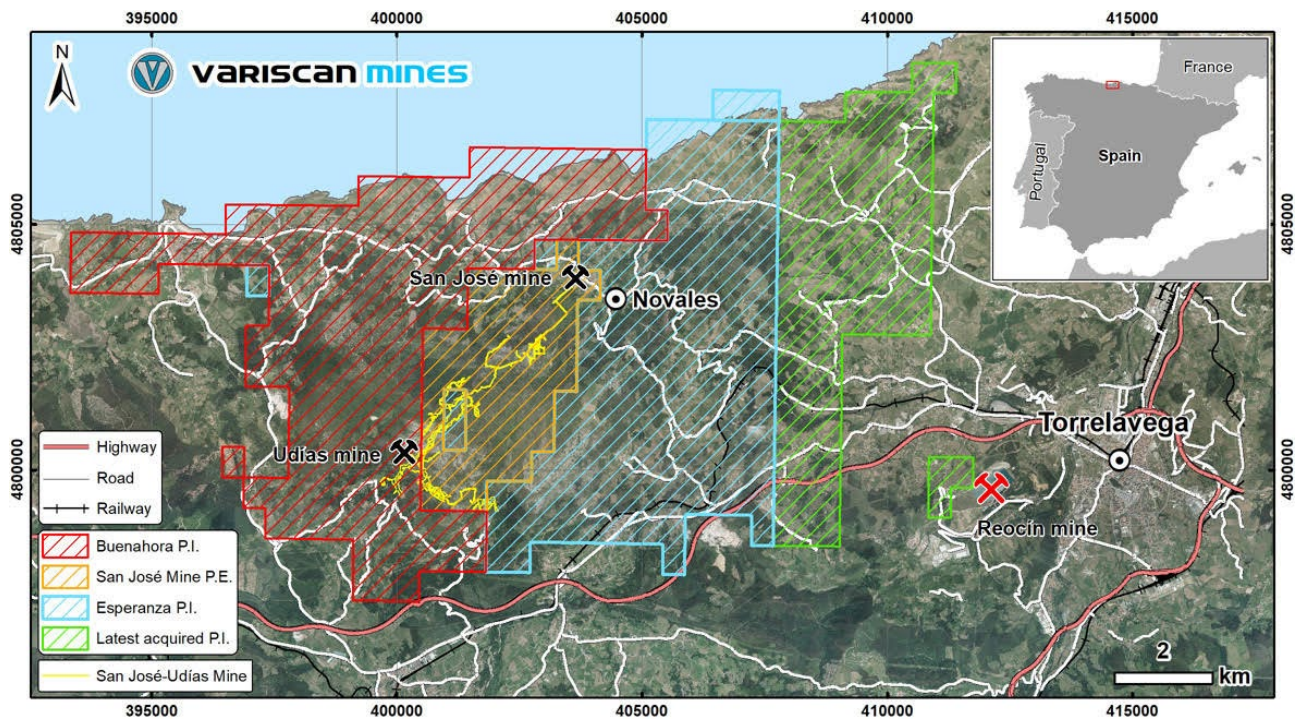 395000 400000 405000 410000 415000
N
VARISCAN MINES
France
Portugal
Spain
4805000
4805000
San José mine
Novales
Highway
Road
Railway
Udías mine
Torrelavega
4800000
4800000
Reocín mine
Buenahora P.I.
San José Mine P.E.
Esperanza P.I.
Latest acquired P.I.
San José-Udías Mine
2
km
395000 400000 405000 410000 415000